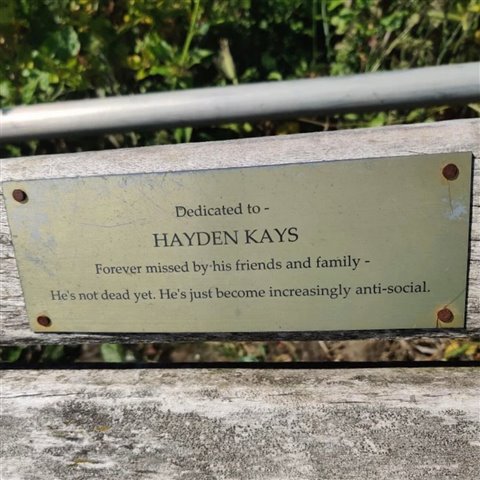 Dedicated to -
HAYDEN KAYS
Forever missed by his friends and family -
He's not dead yet. He's just become increasingly anti-social.